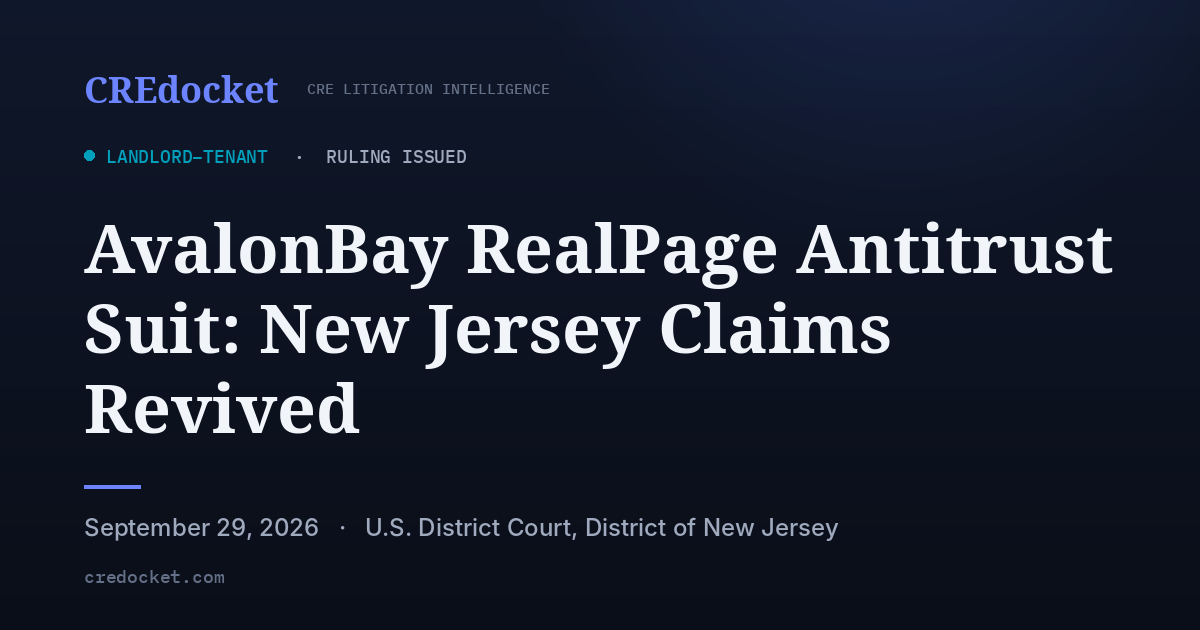 CREdocket CRE LITIGATION INTELLIGENCE
LANDLORD-TENANT · RULING ISSUED
AvalonBay RealPage Antitrust
Suit: New Jersey Claims
Revived
September 29, 2026 · U.S. District Court, District of New Jersey
credocket.com